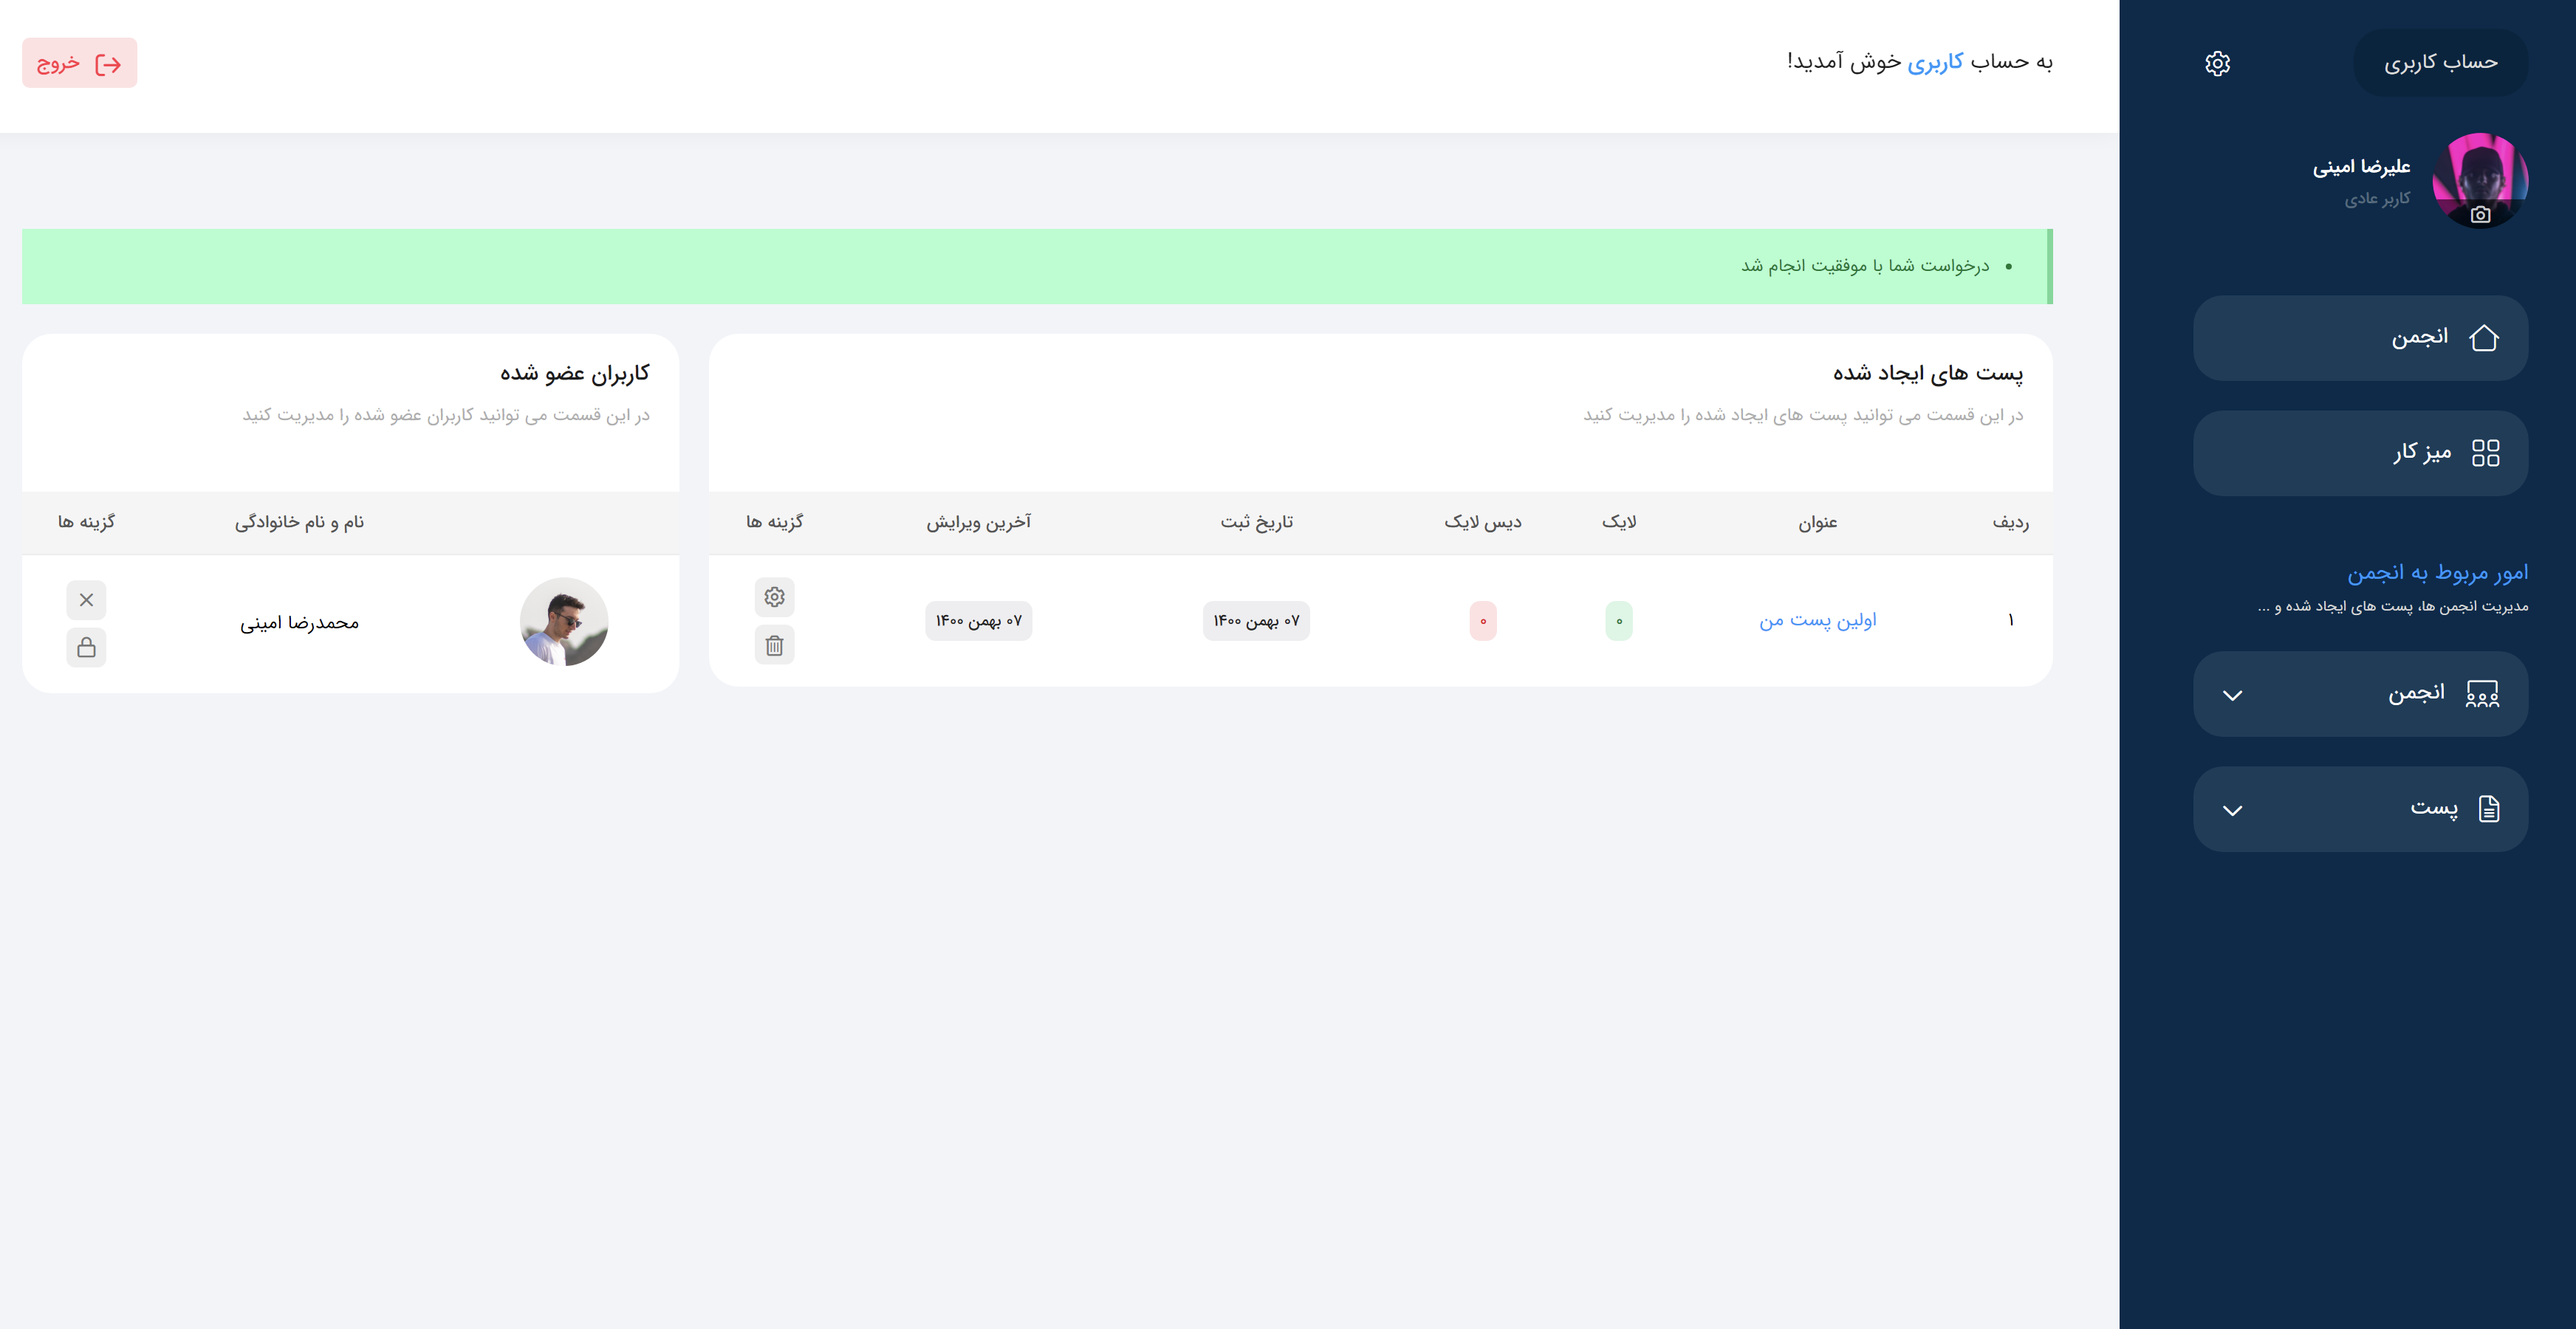 حساب کاربری
علیرضا امینی
کاربر عادی
انجمن
میز کار
امور مربوط به انجمن
مدیریت انجمن ها، پست های ایجاد شده و ...
انجمن
پست
به حساب کاربری خوش آمدید!
خروج
درخواست شما با موفقیت انجام شد
پست های ایجاد شده
در این قسمت می توانید پست های ایجاد شده را مدیریت کنید
ردیف عنوان لایک دیس لایک تاریخ ثبت آخرین ویرایش گزینه ها
۱ اولین پست من ۰ ۰ ۰۷ بهمن ۱۴۰۰ ۰۷ بهمن ۱۴۰۰
کاربران عضو شده
در این قسمت می توانید کاربران عضو شده را مدیریت کنید
نام و نام خانوادگی گزینه ها
محمدرضا امینی